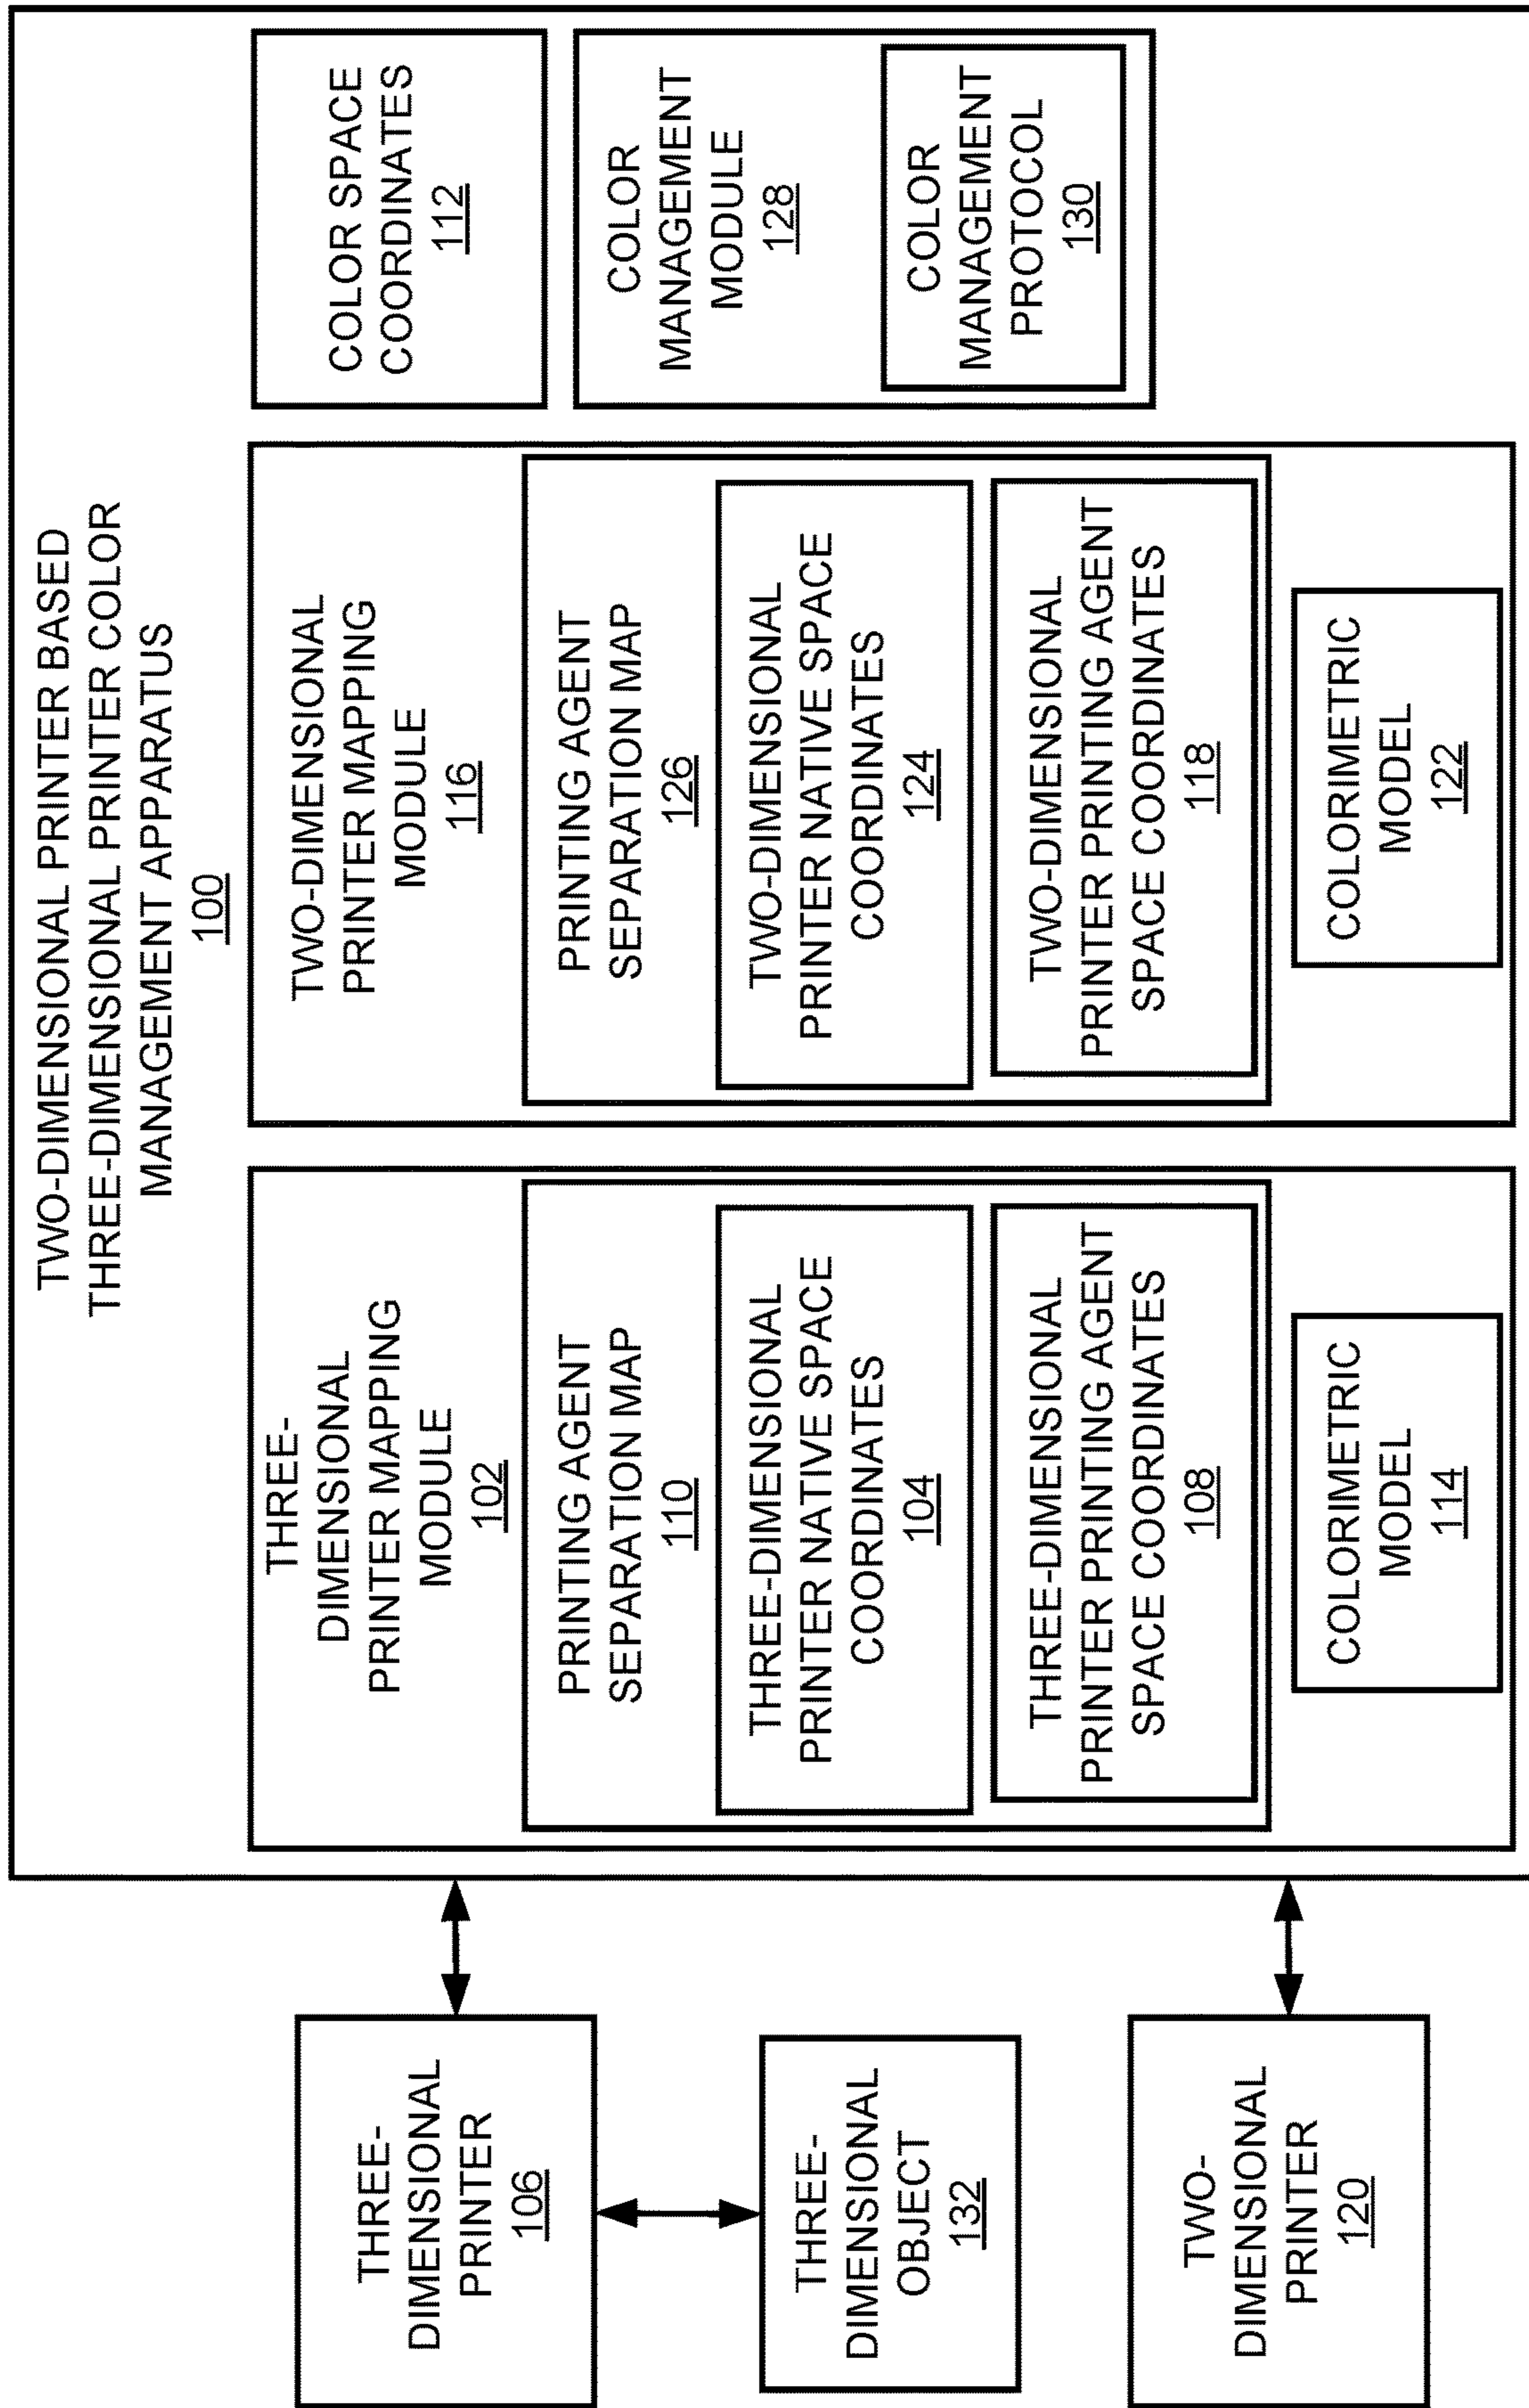 TWO-DIMENSIONAL PRINTER BASED
THREE-DIMENSIONAL PRINTER COLOR
MANAGEMENT APPARATUS
100
THREE-
DIMENSIONAL
PRINTER
106
THREE-
DIMENSIONAL
OBJECT
132
TWO-
DIMENSIONAL
PRINTER
120
THREE-
DIMENSIONAL
PRINTER MAPPING
MODULE
102
PRINTING AGENT
SEPARATION MAP
110
THREE-DIMENSIONAL
PRINTER NATIVE SPACE
COORDINATES
104
THREE-DIMENSIONAL
PRINTER PRINTING AGENT
SPACE COORDINATES
108
COLORIMETRIC
MODEL
114
TWO-DIMENSIONAL
PRINTER MAPPING
MODULE
116
PRINTING AGENT
SEPARATION MAP
126
TWO-DIMENSIONAL
PRINTER NATIVE SPACE
COORDINATES
124
TWO-DIMENSIONAL
PRINTER PRINTING AGENT
SPACE COORDINATES
118
COLORIMETRIC
MODEL
122
COLOR SPACE
COORDINATES
112
COLOR
MANAGEMENT
MODULE
128
COLOR
MANAGEMENT
PROTOCOL
130